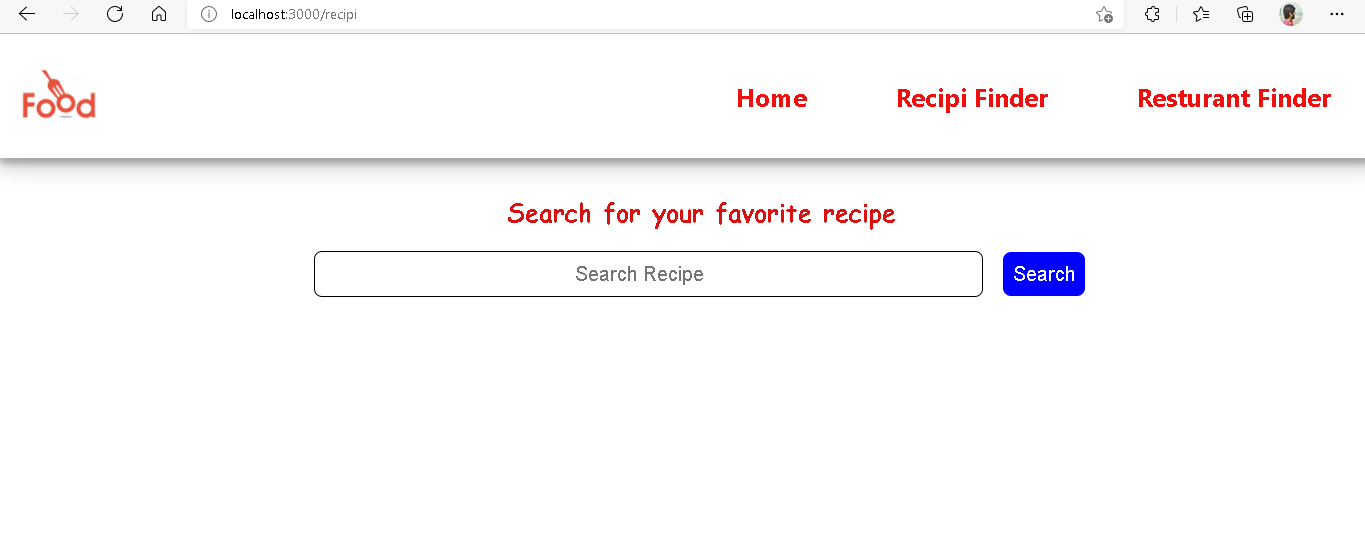 localhost:3000/recipi
Food
Home Recipi Finder Resturant Finder
Search for your favorite recipe
Search Recipe Search